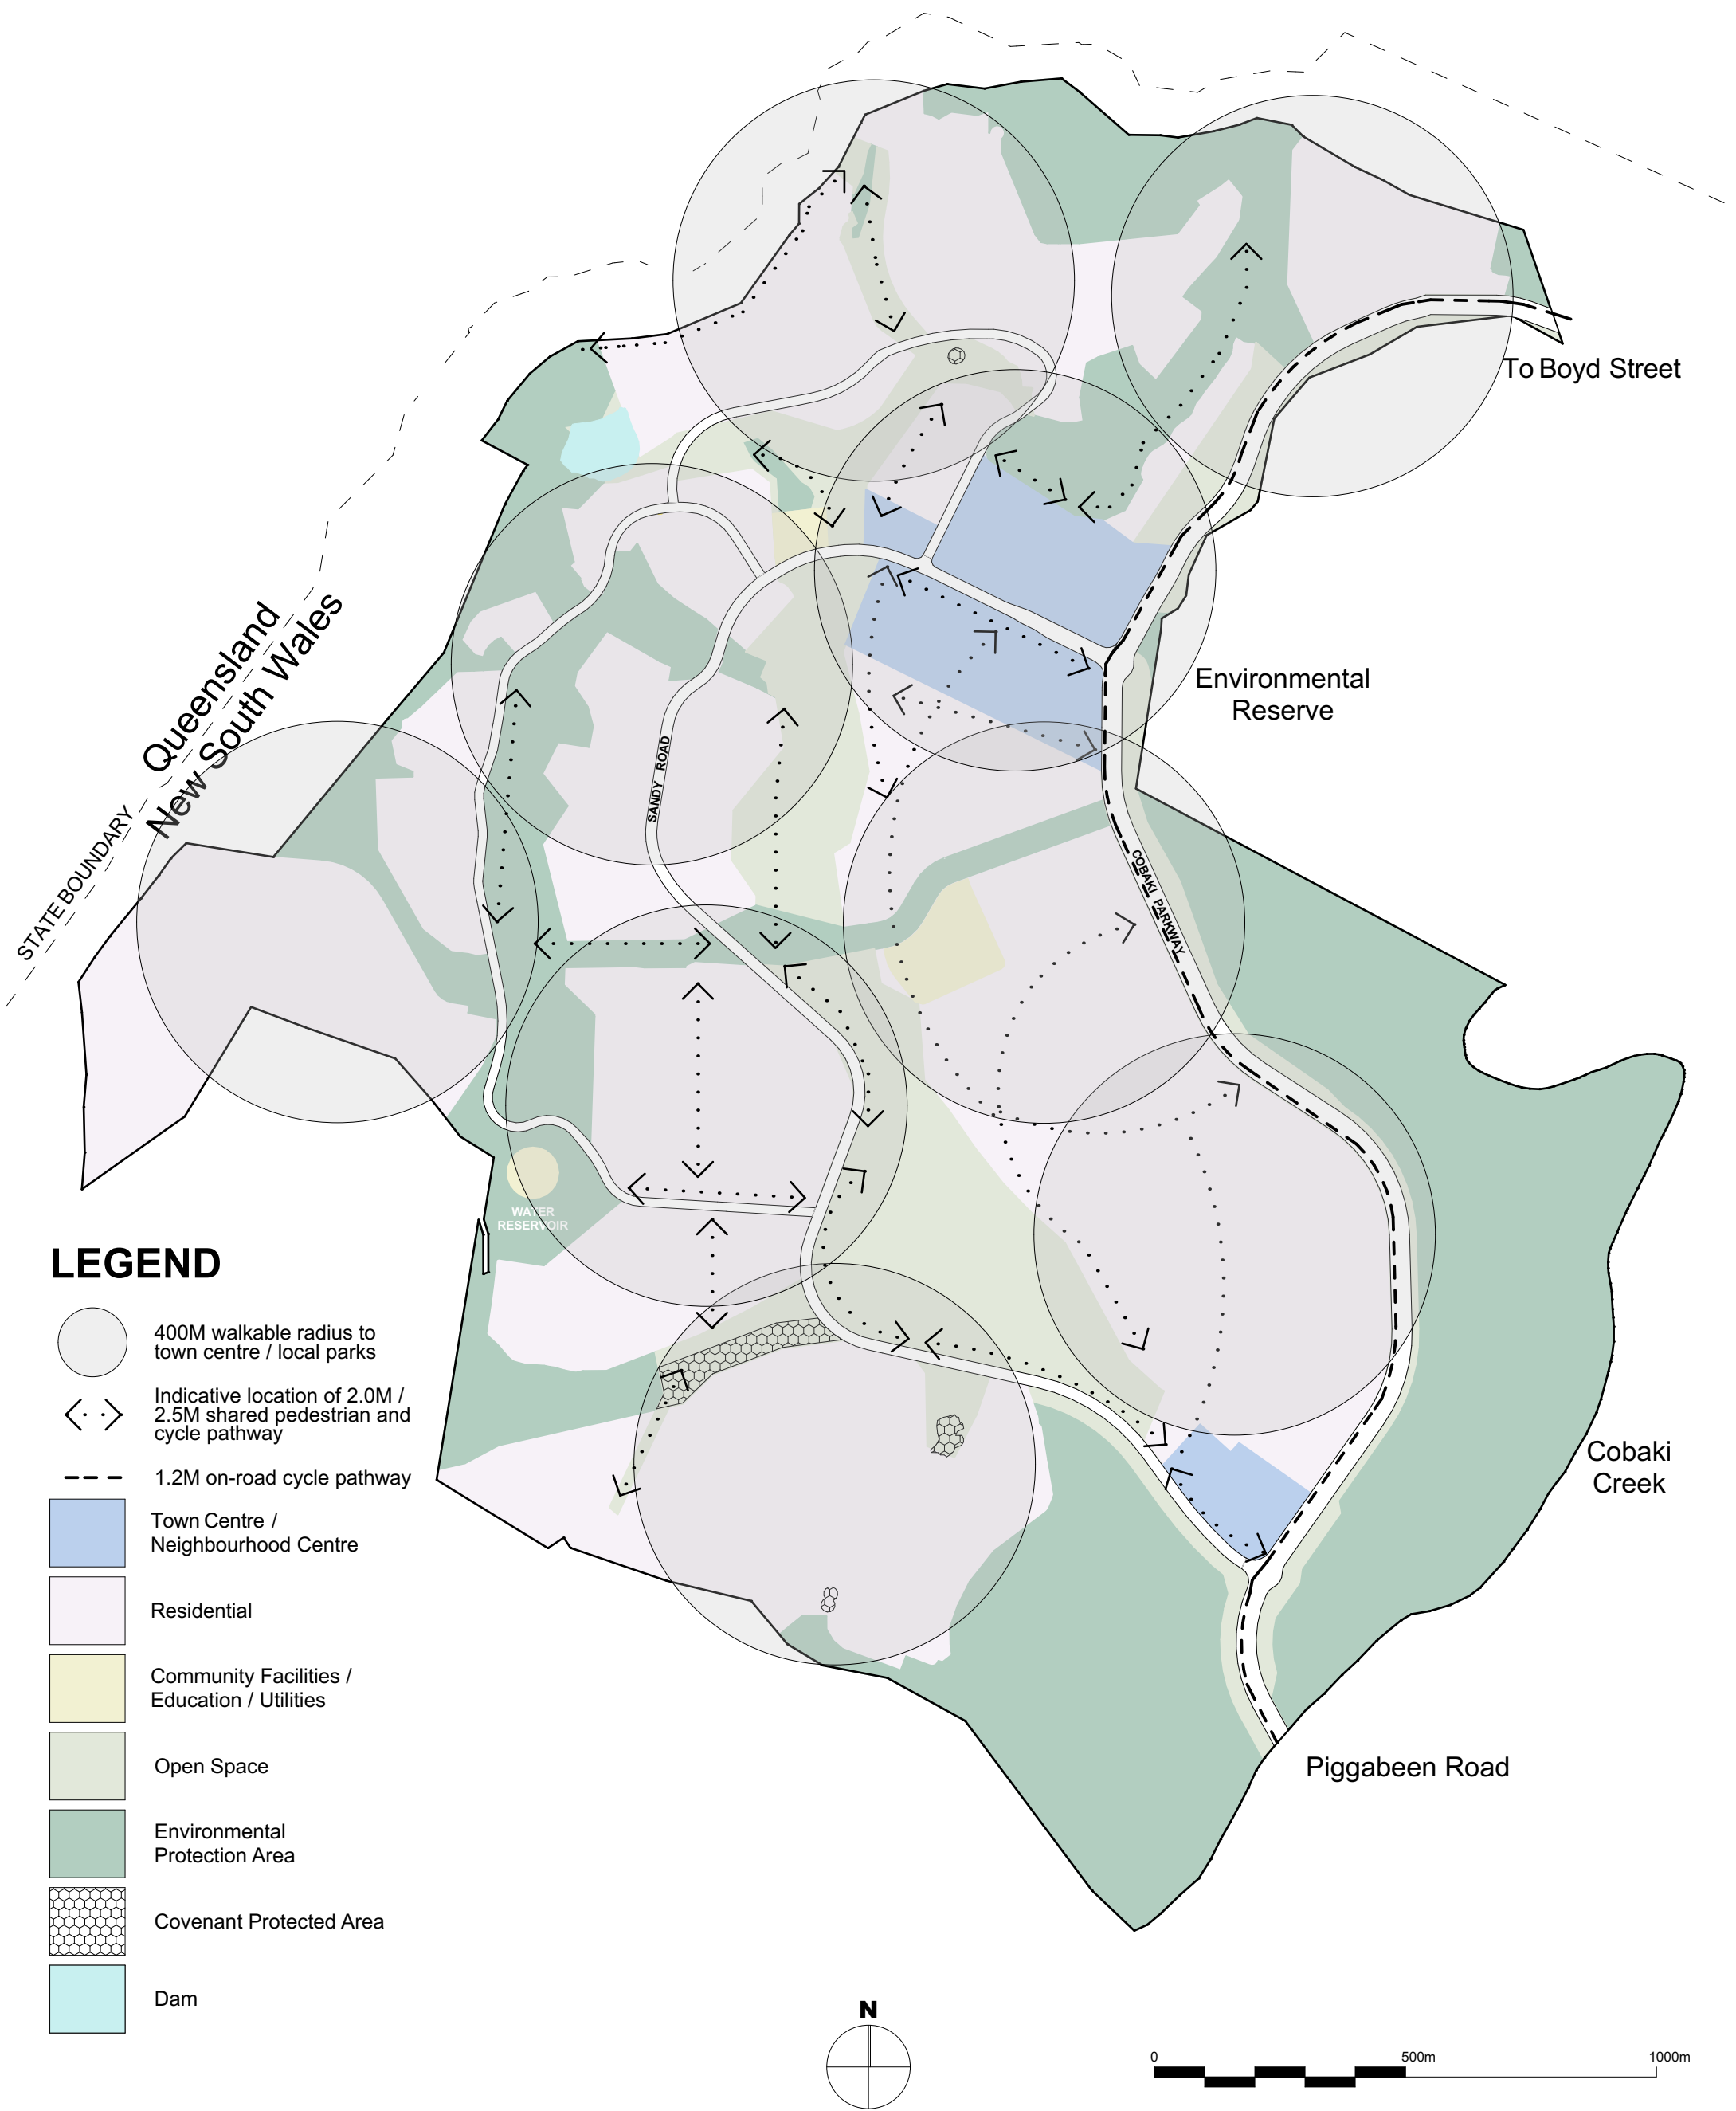 To Boyd Street
Queensland
New South Wales
STATE BOUNDARY
Environmental
Reserve
SANDY ROAD
COBAKI PARKWAY
WATER
RESERVOIR
Cobaki
Creek
Piggabeen Road
LEGEND
400M walkable radius to
town centre / local parks
Indicative location of 2.0M /
2.5M shared pedestrian and
cycle pathway
1.2M on-road cycle pathway
Town Centre /
Neighbourhood Centre
Residential
Community Facilities /
Education / Utilities
Open Space
Environmental
Protection Area
Covenant Protected Area
Dam
N
0 500m 1000m